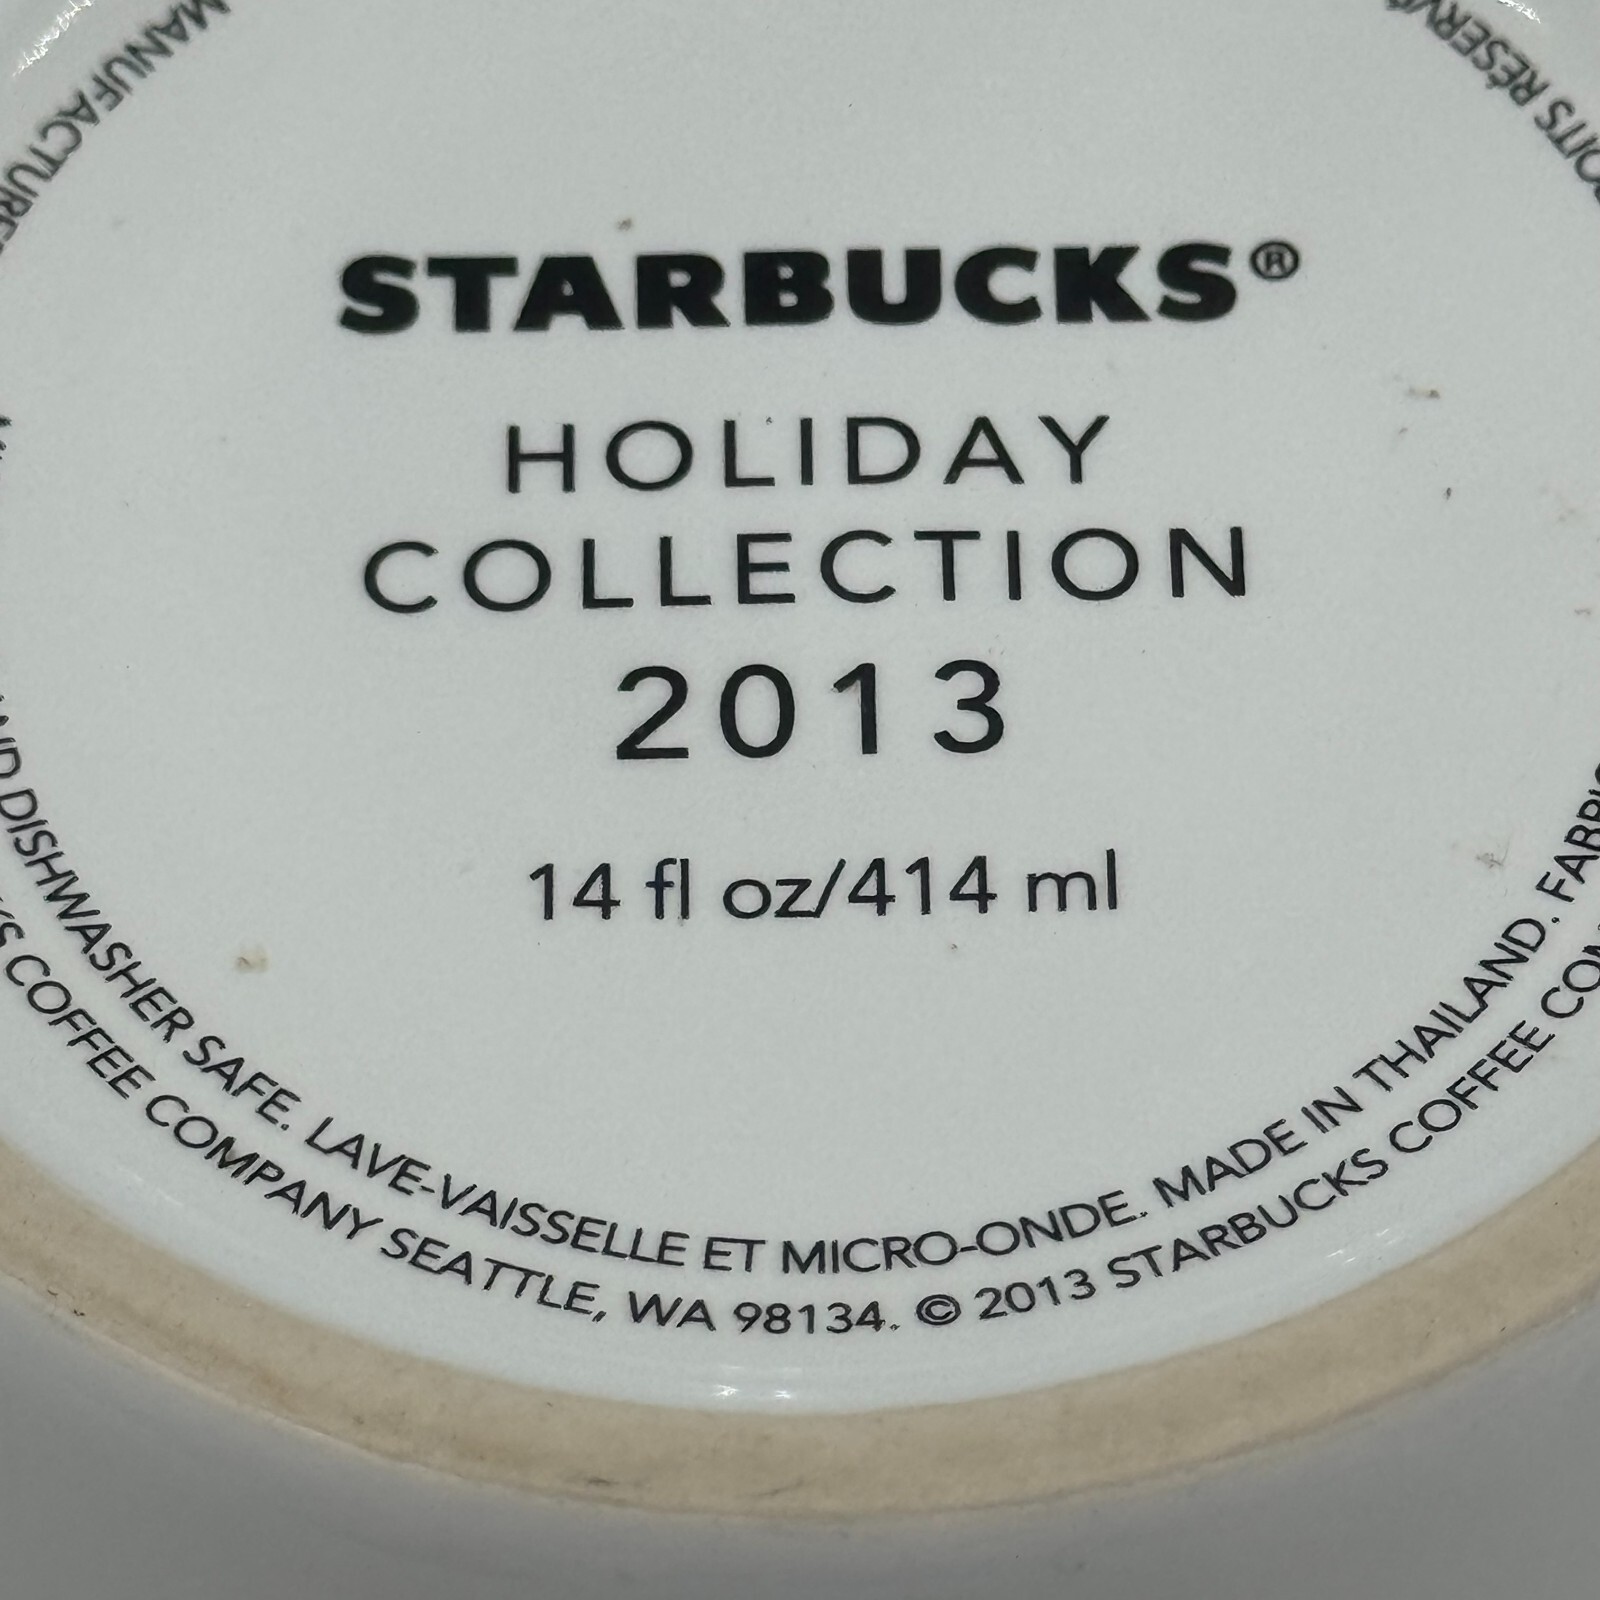 STARBUCKS®
HOLIDAY
COLLECTION
2013
14 fl oz/414 ml
DISHWASHER SAFE. LAVE-VAISSELLE ET MICRO-ONDE. MADE IN THAILAND.
COFFEE COMPANY SEATTLE, WA 98134. © 2013 STARBUCKS COFFEE